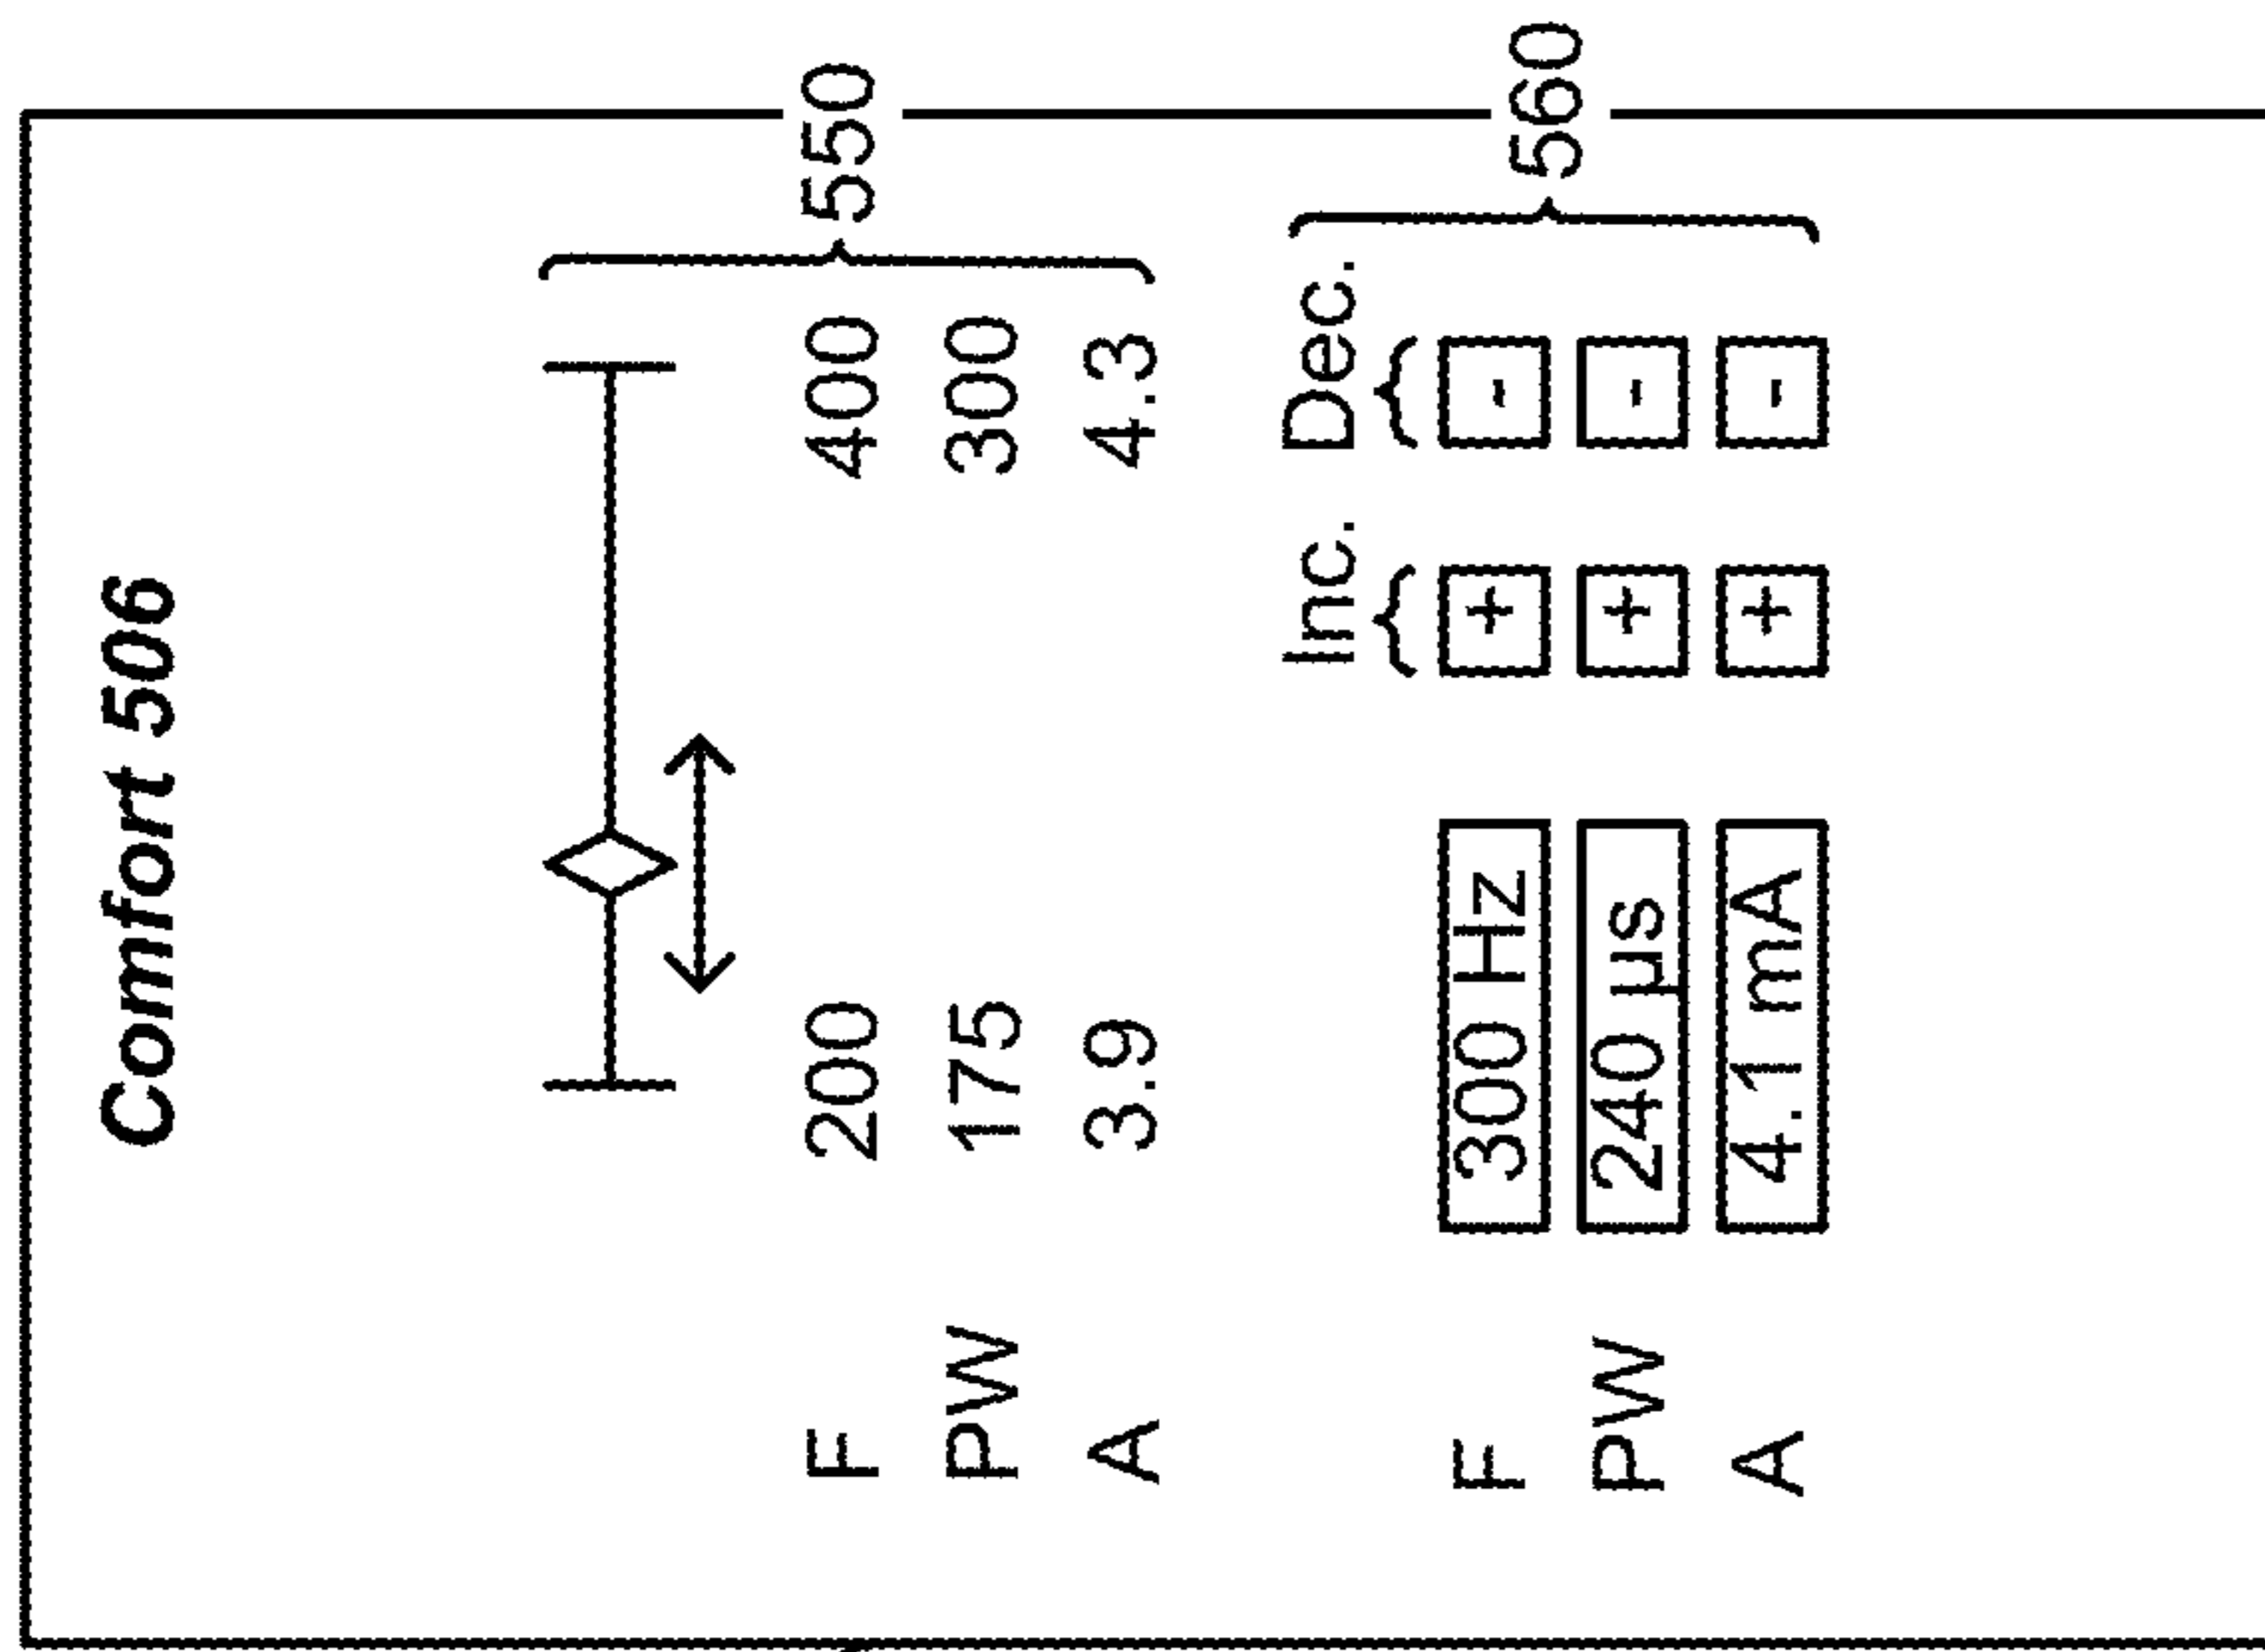 Comfort 506
F 200 400 550
PW 175 300
A 3.9 4.3
Inc. Dec.
F 300 Hz + - 560
PW 240 µs + -
A 4.1 mA + -